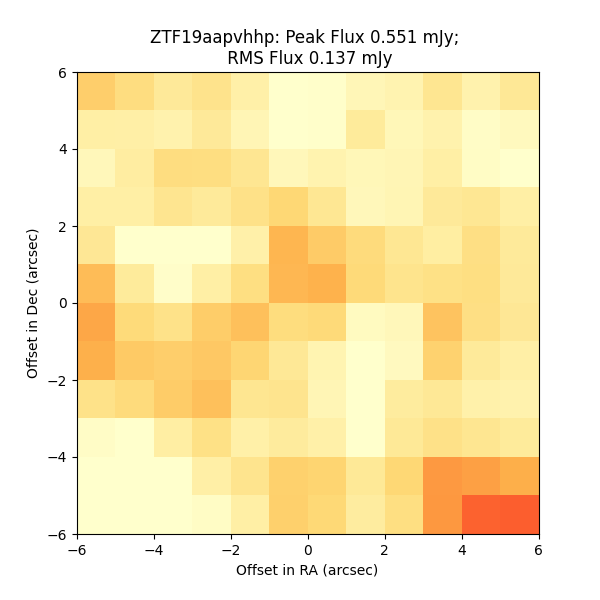 ZTF19aapvhhp: Peak Flux 0.551 mJy;
RMS Flux 0.137 mJy
6
4
2
0
−2
−4
−6
Offset in Dec (arcsec)
−6 −4 −2 0 2 4 6
Offset in RA (arcsec)